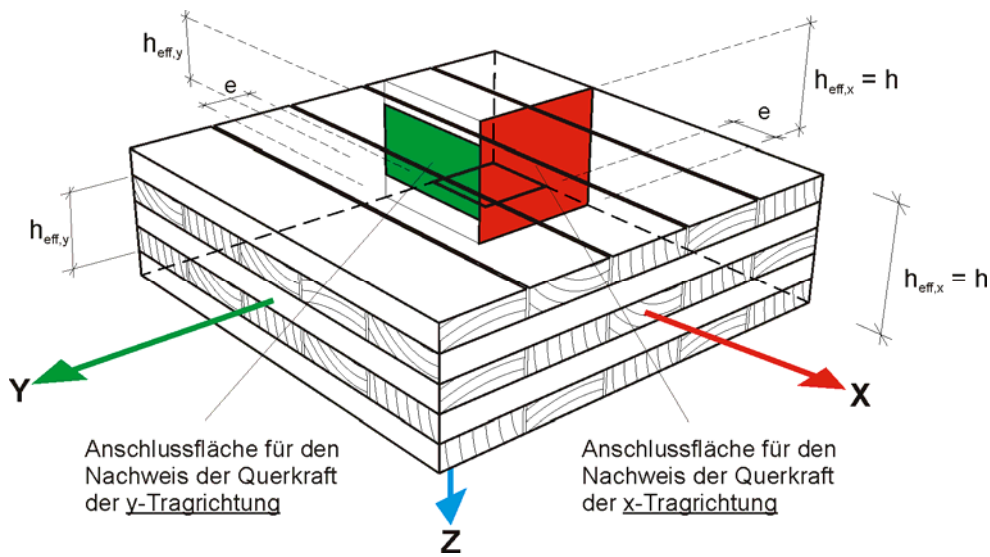 h_eff,y
e
h_eff,x = h
e
h_eff,y
h_eff,x = h
Y
X
Anschlussfläche für den
Nachweis der Querkraft
der y-Tragrichtung
Anschlussfläche für den
Nachweis der Querkraft
der x-Tragrichtung
Z